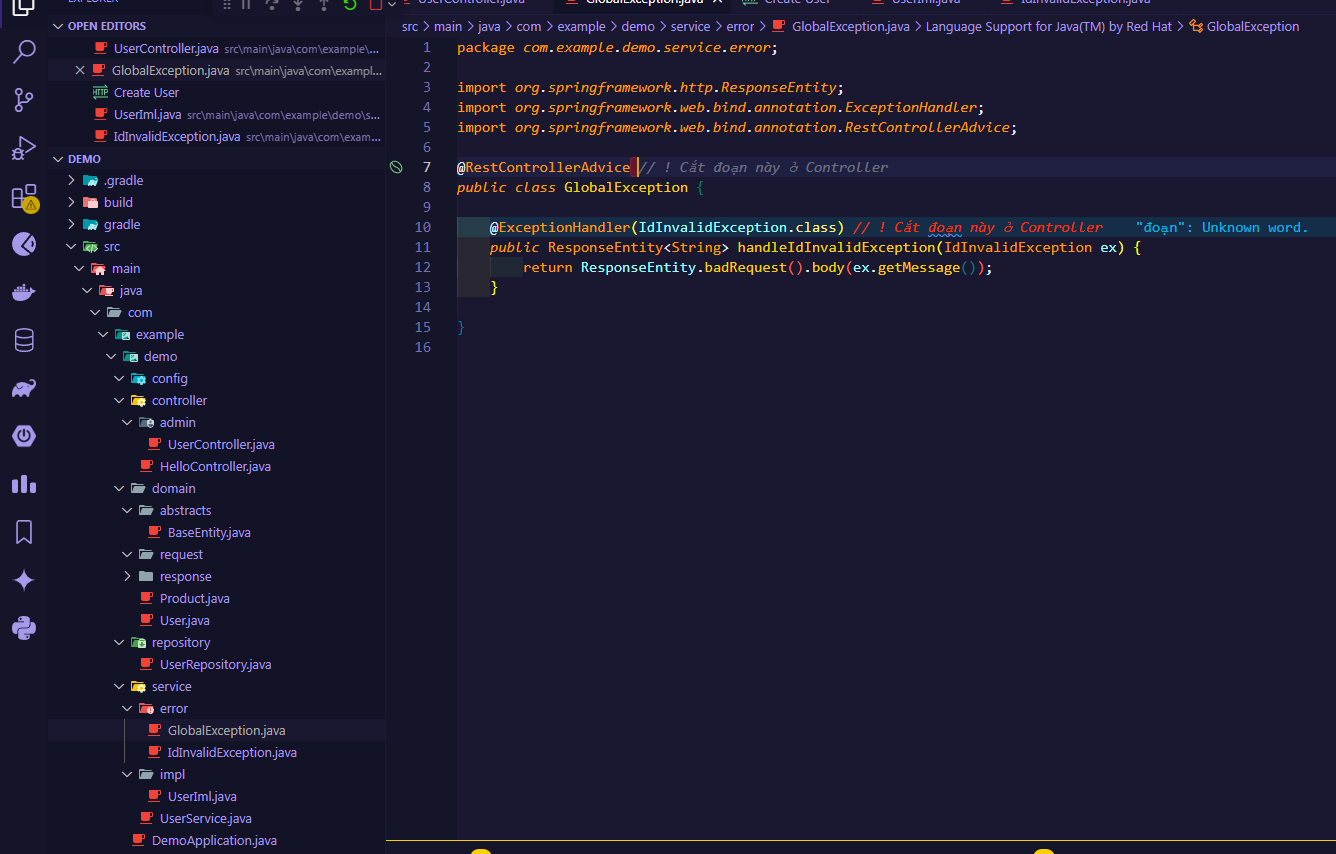 EXPLORER
OPEN EDITORS
UserController.java src\main\java\com\example\...
GlobalException.java src\main\java\com\exampl...
HTTP Create User
UserIml.java src\main\java\com\example\demo\s...
IdInvalidException.java src\main\java\com\exam...
DEMO
.gradle
build
gradle
src
main
java
com
example
demo
config
controller
admin
UserController.java
HelloController.java
domain
abstracts
BaseEntity.java
request
response
Product.java
User.java
repository
UserRepository.java
service
error
GlobalException.java
IdInvalidException.java
impl
UserIml.java
UserService.java
DemoApplication.java
UserController.java GlobalException.java Create User UserIml.java IdInvalidException.java
src > main > java > com > example > demo > service > error > GlobalException.java > Language Support for Java(TM) by Red Hat > GlobalException
1 package com.example.demo.service.error;
2
3 import org.springframework.http.ResponseEntity;
4 import org.springframework.web.bind.annotation.ExceptionHandler;
5 import org.springframework.web.bind.annotation.RestControllerAdvice;
6
7 @RestControllerAdvice // ! Cắt đoạn này ở Controller
8 public class GlobalException {
9
10 @ExceptionHandler(IdInvalidException.class) // ! Cắt đoạn này ở Controller "đoạn": Unknown word.
11 public ResponseEntity<String> handleIdInvalidException(IdInvalidException ex) {
12 return ResponseEntity.badRequest().body(ex.getMessage());
13 }
14
15 }
16